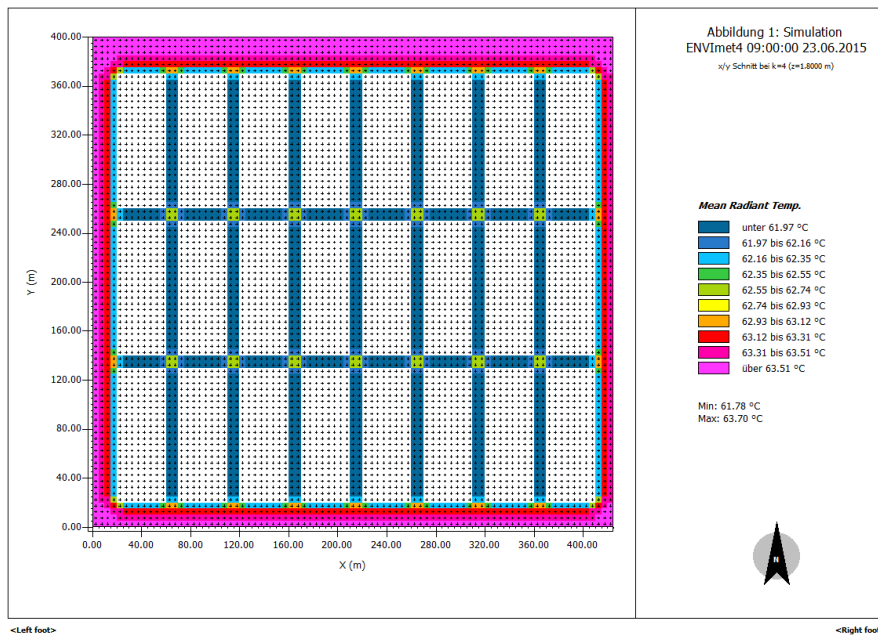 Abbildung 1: Simulation
ENVImet4 09:00:00 23.06.2015
x/y Schnitt bei k=4 (z=1.8000 m)
400.00
360.00
320.00
280.00
240.00
200.00
160.00
120.00
80.00
40.00
0.00
Y (m)
0.00 40.00 80.00 120.00 160.00 200.00 240.00 280.00 320.00 360.00 400.00
X (m)
Mean Radiant Temp.
unter 61.97 °C
61.97 bis 62.16 °C
62.16 bis 62.35 °C
62.35 bis 62.55 °C
62.55 bis 62.74 °C
62.74 bis 62.93 °C
62.93 bis 63.12 °C
63.12 bis 63.31 °C
63.31 bis 63.51 °C
über 63.51 °C
Min: 61.78 °C
Max: 63.70 °C
N
<Left foot>
<Right foot